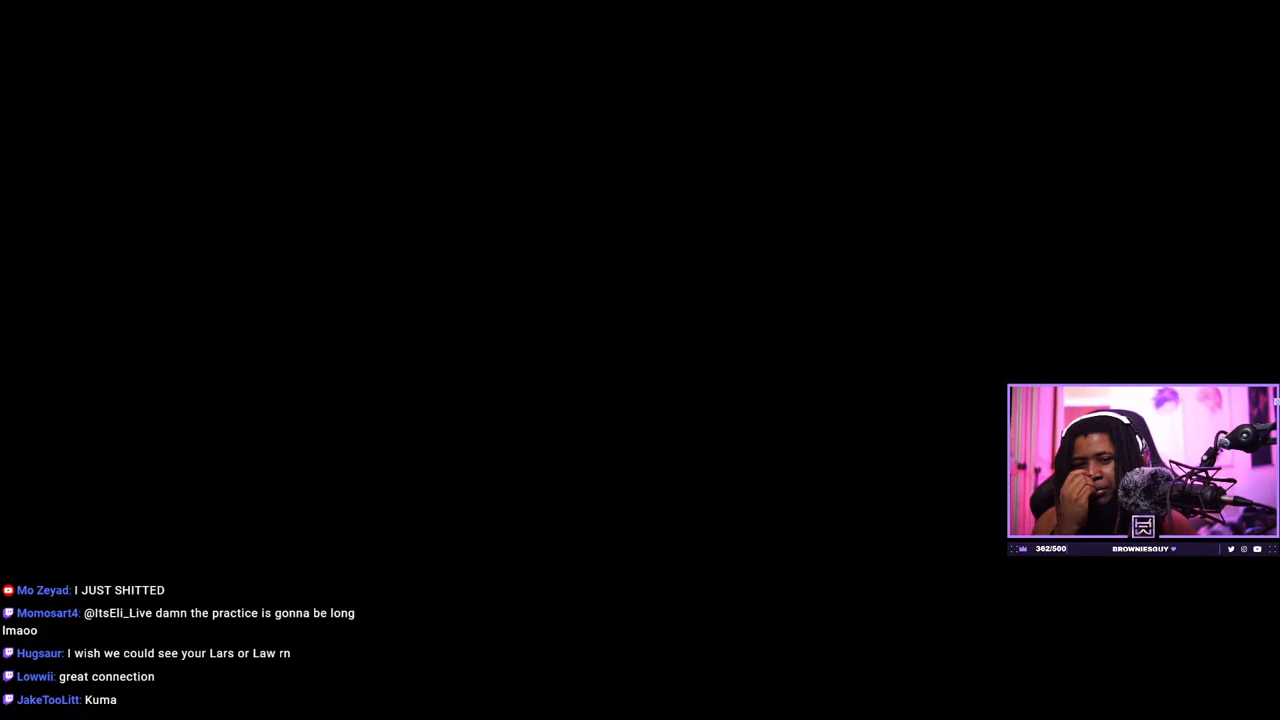 362/500
BROWNIESGUY
Mo Zeyad: I JUST SHITTED
Momosart4: @ItsEli_Live damn the practice is gonna be long
lmaoo
Hugsaur: I wish we could see your Lars or Law rn
Lowwii: great connection
JakeTooLitt: Kuma